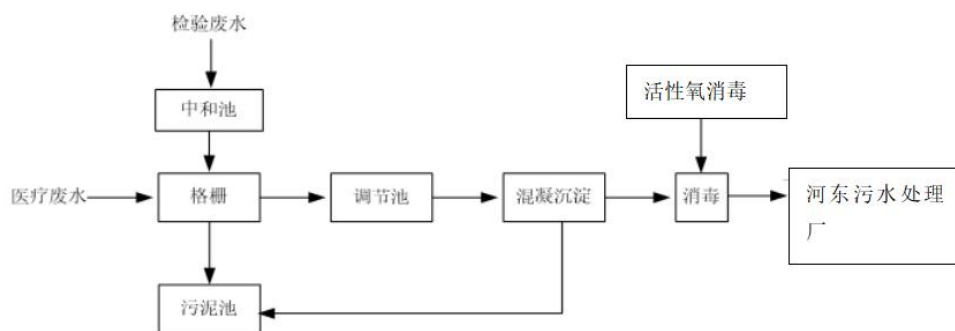 检验废水
活性氧消毒
中和池
医疗废水
格栅
调节池
混凝沉淀
消毒
河东污水处理
厂
污泥池